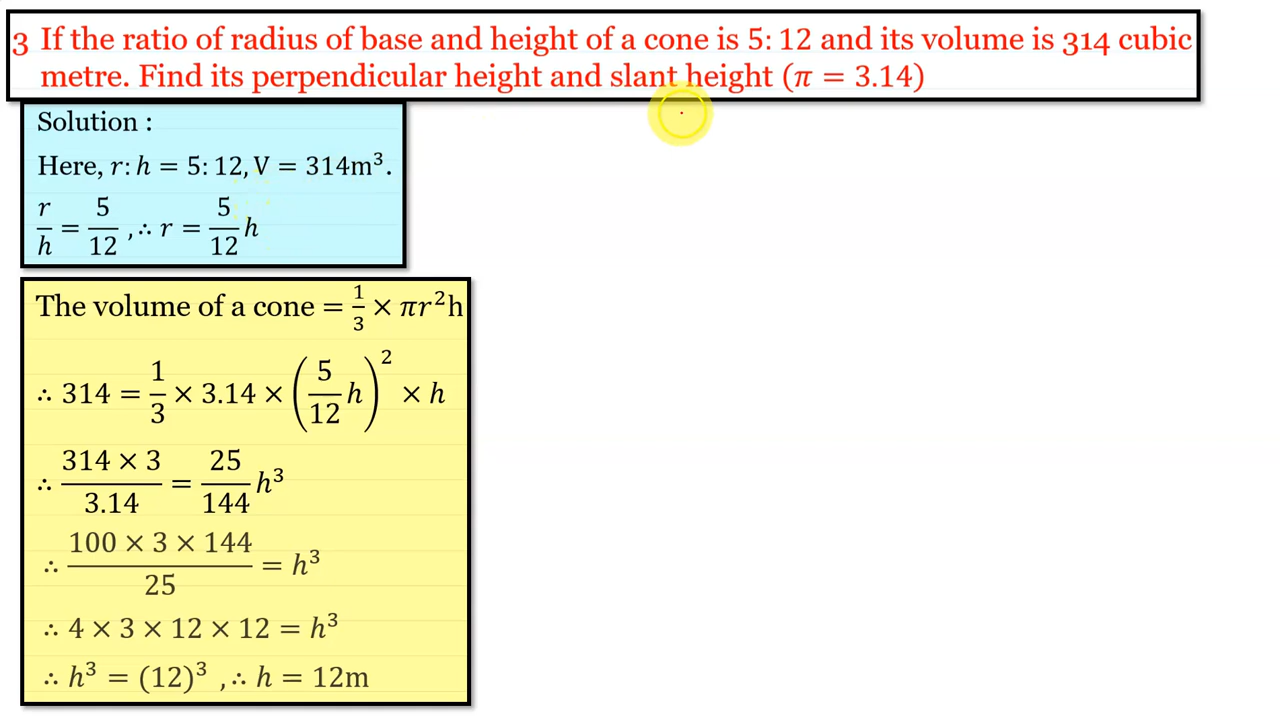 3 If the ratio of radius of base and height of a cone is 5: 12 and its volume is 314 cubic
metre. Find its perpendicular height and slant height (π = 3.14)
Solution :
Here, r: h = 5: 12, V = 314m³.
r/h = 5/12 , ∴ r = 5/12 h
The volume of a cone = 1/3 × πr²h
∴ 314 = 1/3 × 3.14 × (5/12 h)² × h
∴ (314 × 3)/3.14 = 25/144 h³
∴ (100 × 3 × 144)/25 = h³
∴ 4 × 3 × 12 × 12 = h³
∴ h³ = (12)³ , ∴ h = 12m